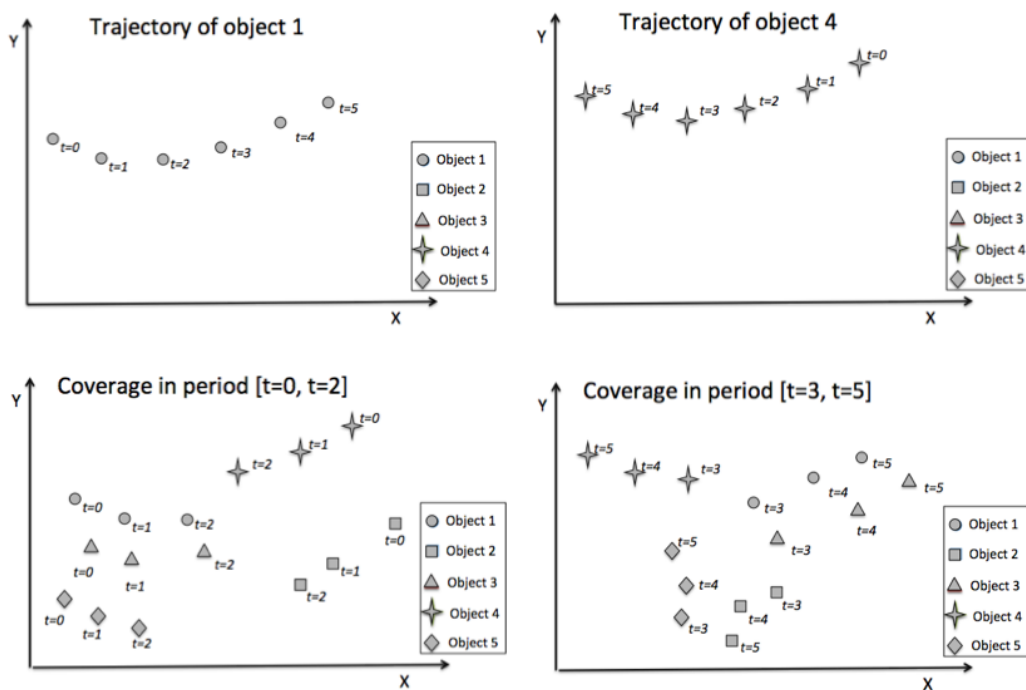 Trajectory of object 1
Y
t=0
t=1
t=2
t=3
t=4
t=5
Object 1
Object 2
Object 3
Object 4
Object 5
X
Trajectory of object 4
Y
t=5
t=4
t=3
t=2
t=1
t=0
Object 1
Object 2
Object 3
Object 4
Object 5
X
Coverage in period [t=0, t=2]
Y
t=0
t=1
t=2
t=0
t=1
t=2
t=0
t=1
t=2
t=0
t=1
t=2
t=0
t=1
t=2
Object 1
Object 2
Object 3
Object 4
Object 5
X
Coverage in period [t=3, t=5]
Y
t=5
t=4
t=3
t=5
t=4
t=3
t=5
t=4
t=3
t=5
t=4
t=3
t=3
t=4
t=5
Object 1
Object 2
Object 3
Object 4
Object 5
X